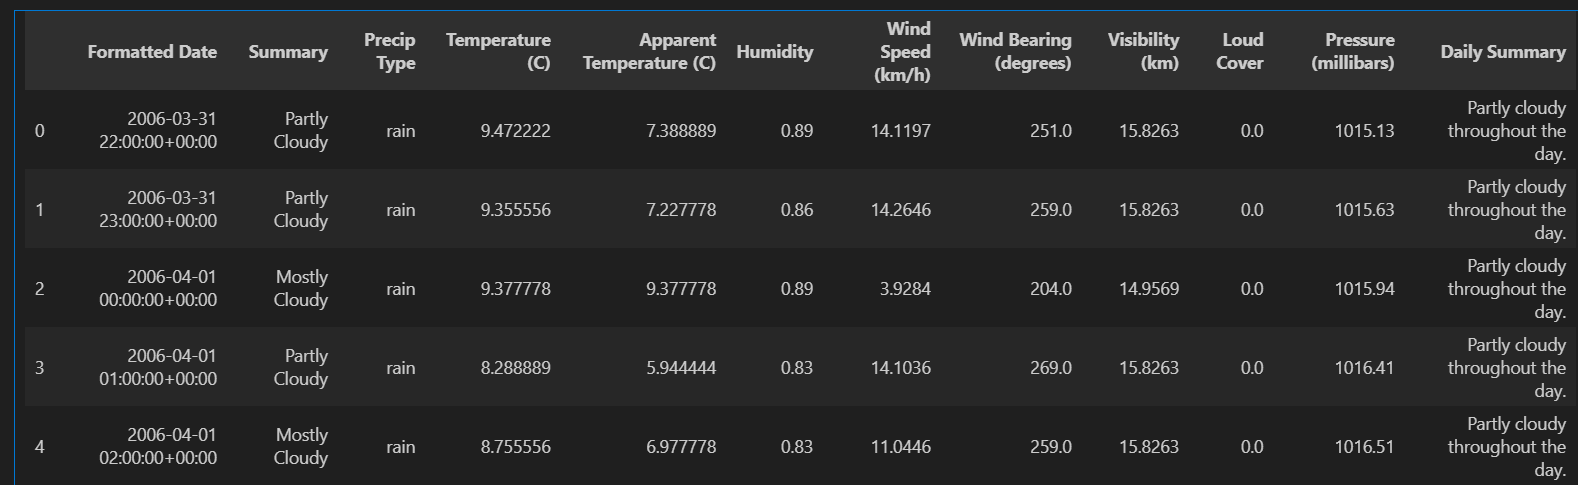 Formatted Date Summary Precip Type Temperature (C) Apparent Temperature (C) Humidity Wind Speed (km/h) Wind Bearing (degrees) Visibility (km) Loud Cover Pressure (millibars) Daily Summary
0 2006-03-31 22:00:00+00:00 Partly Cloudy rain 9.472222 7.388889 0.89 14.1197 251.0 15.8263 0.0 1015.13 Partly cloudy throughout the day.
1 2006-03-31 23:00:00+00:00 Partly Cloudy rain 9.355556 7.227778 0.86 14.2646 259.0 15.8263 0.0 1015.63 Partly cloudy throughout the day.
2 2006-04-01 00:00:00+00:00 Mostly Cloudy rain 9.377778 9.377778 0.89 3.9284 204.0 14.9569 0.0 1015.94 Partly cloudy throughout the day.
3 2006-04-01 01:00:00+00:00 Partly Cloudy rain 8.288889 5.944444 0.83 14.1036 269.0 15.8263 0.0 1016.41 Partly cloudy throughout the day.
4 2006-04-01 02:00:00+00:00 Mostly Cloudy rain 8.755556 6.977778 0.83 11.0446 259.0 15.8263 0.0 1016.51 Partly cloudy throughout the day.